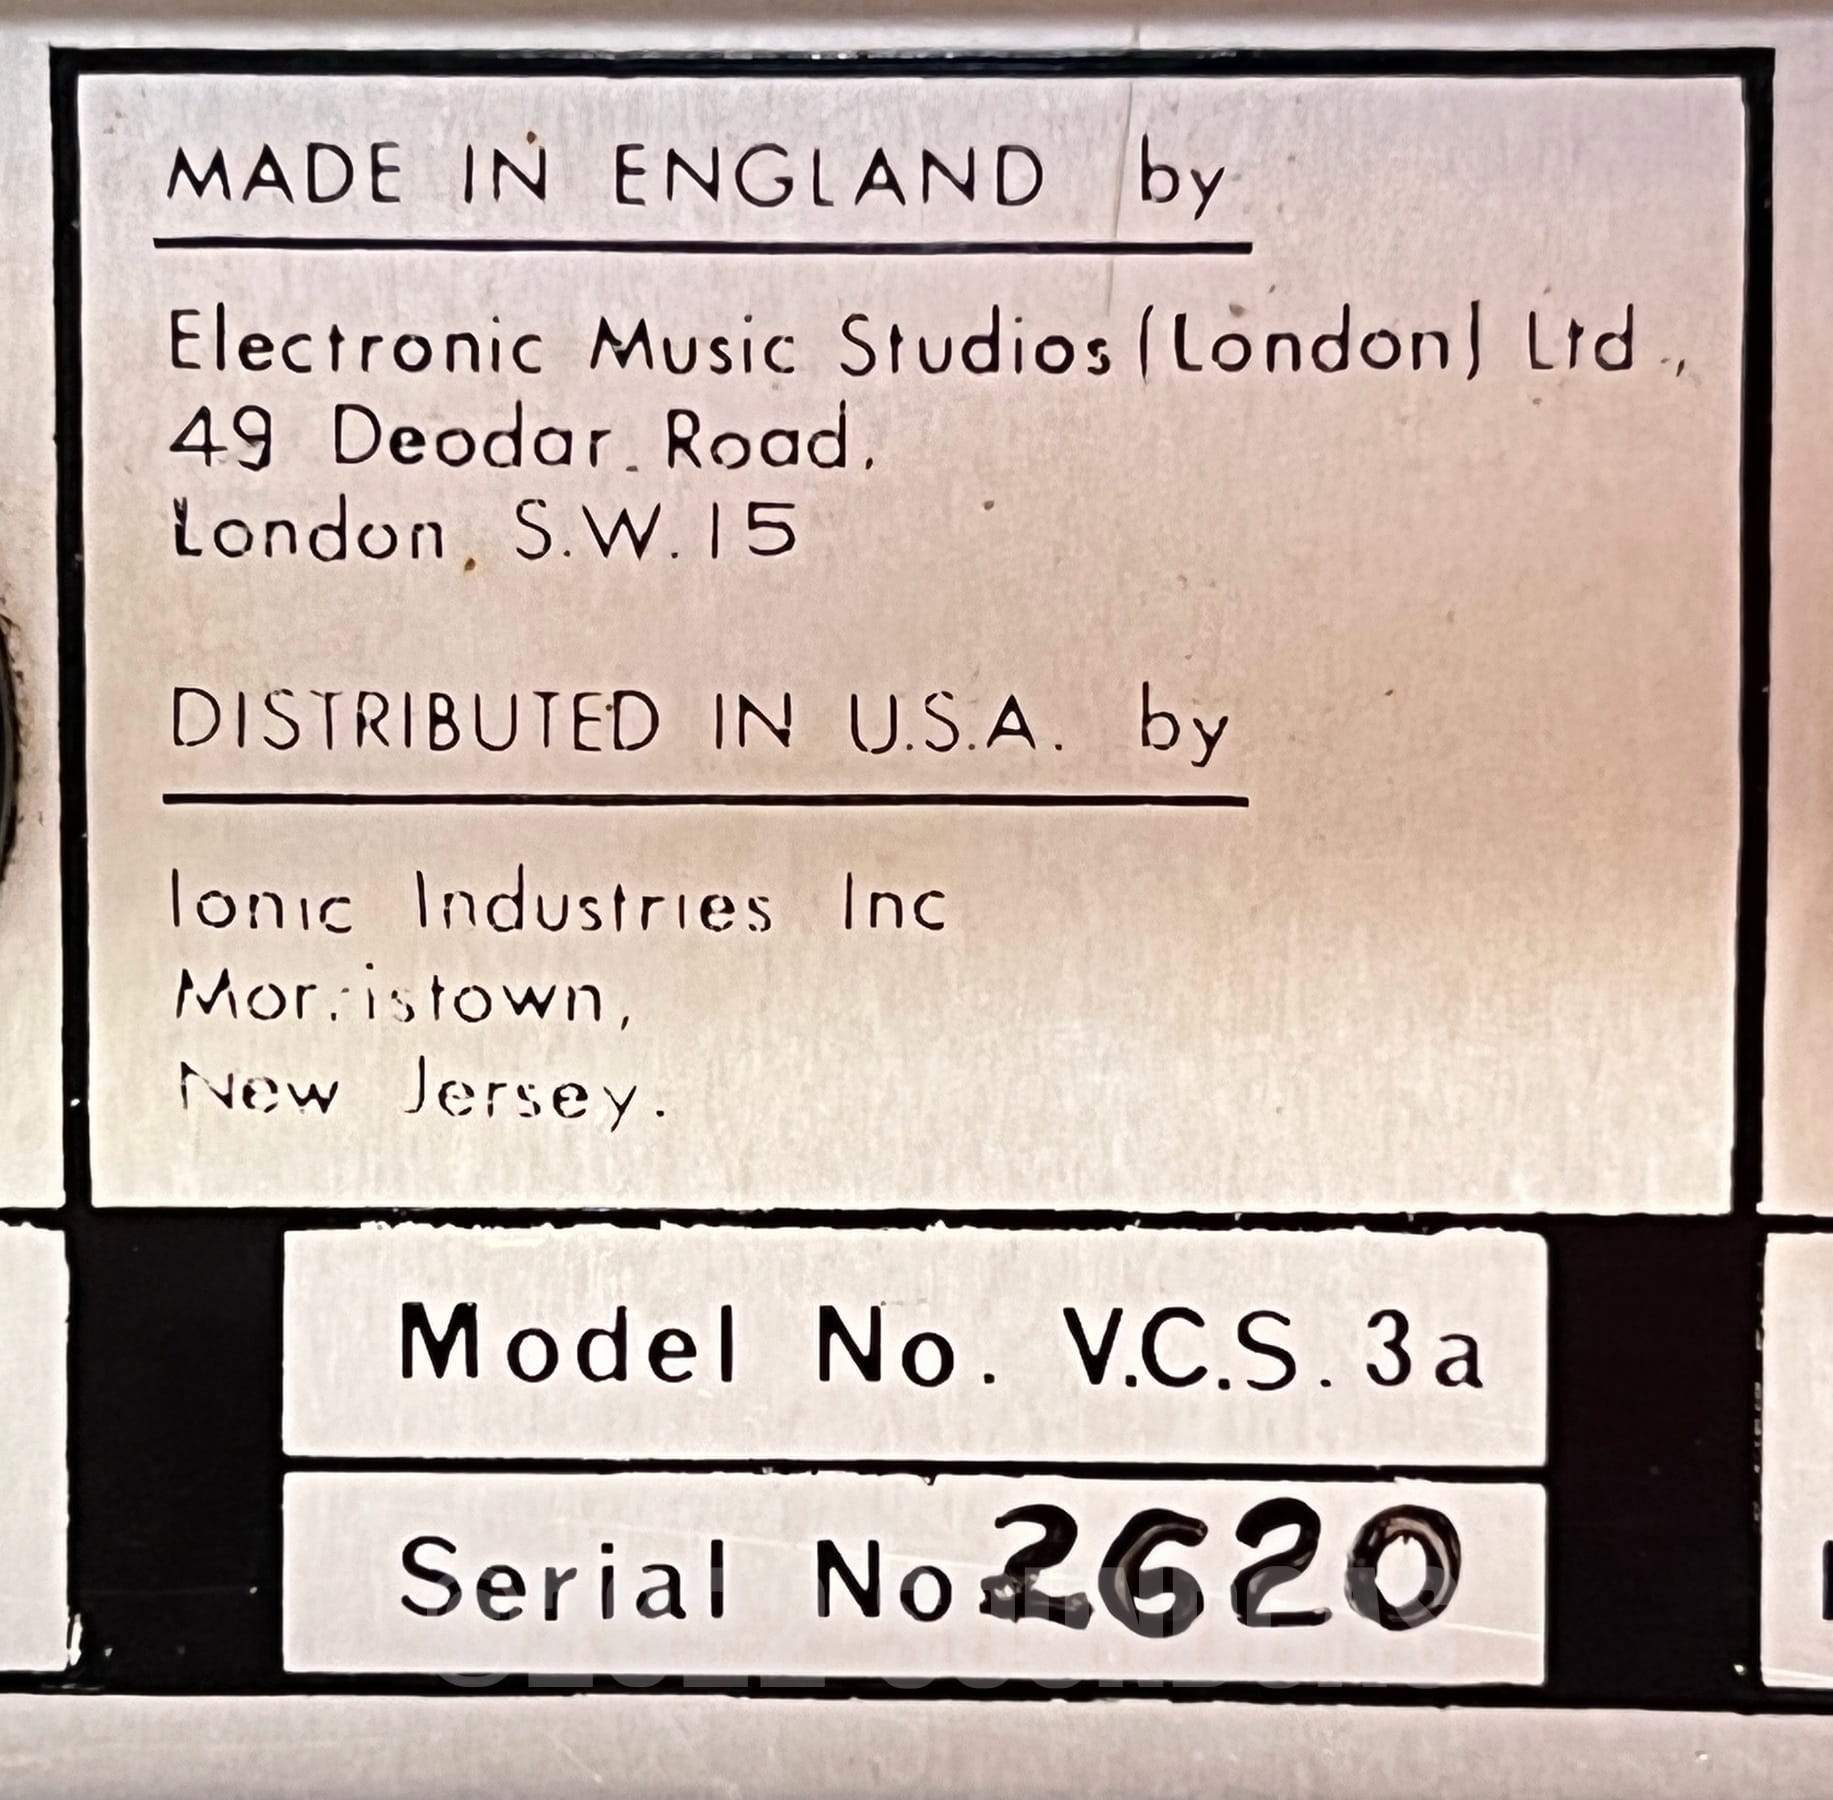 MADE IN ENGLAND by
Electronic Music Studios (London) Ltd.,
49 Deodar Road,
London, S.W.15
DISTRIBUTED IN U.S.A. by
Ionic Industries Inc
Morristown,
New Jersey.
Model No. V.C.S. 3a
Serial No 2620